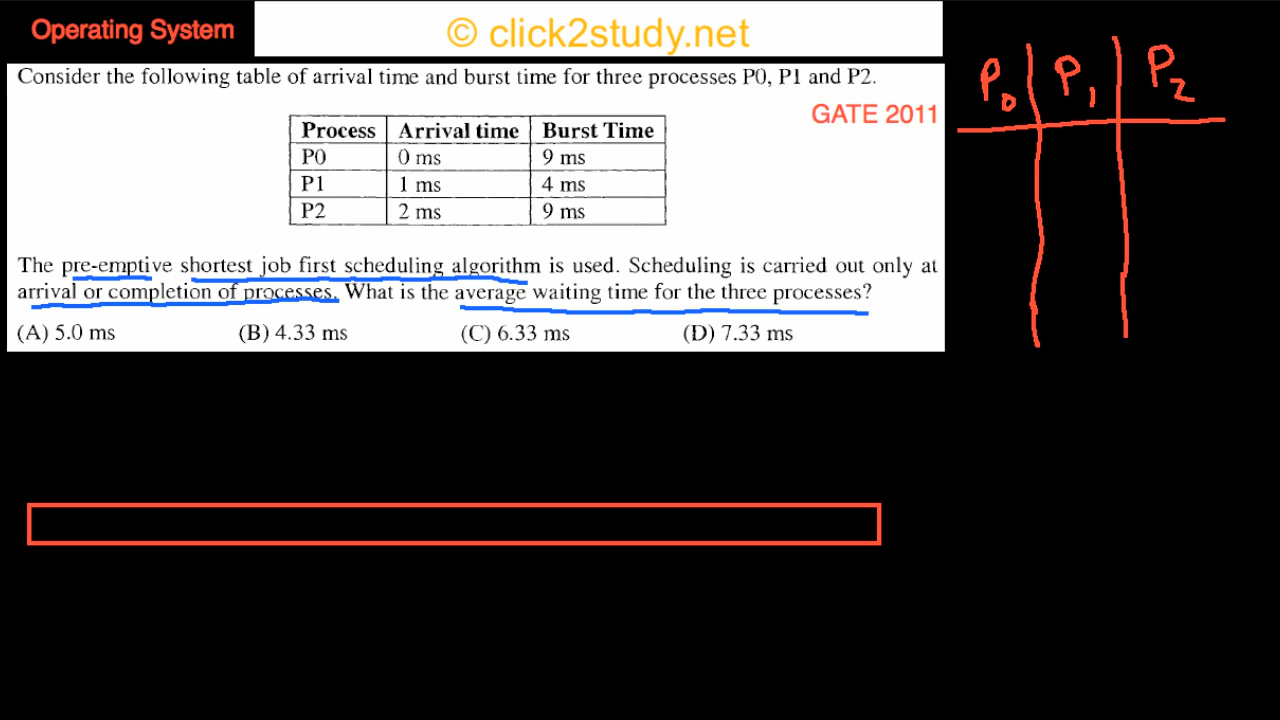 Operating System
© click2study.net
Consider the following table of arrival time and burst time for three processes P0, P1 and P2.
GATE 2011
Process Arrival time Burst Time
P0 0 ms 9 ms
P1 1 ms 4 ms
P2 2 ms 9 ms
The pre-emptive shortest job first scheduling algorithm is used. Scheduling is carried out only at
arrival or completion of processes. What is the average waiting time for the three processes?
(A) 5.0 ms (B) 4.33 ms (C) 6.33 ms (D) 7.33 ms
P0 P1 P2